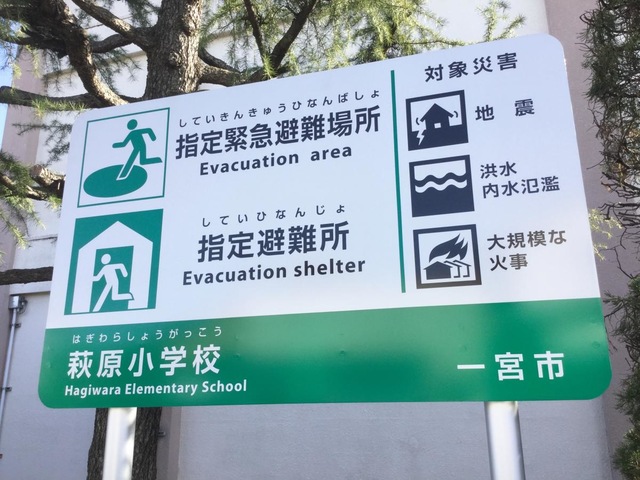 していきんきゅうひなんばしょ
指定緊急避難場所
Evacuation area
していひなんじょ
指定避難所
Evacuation shelter
対象災害
地震
洪水
内水氾濫
大規模な
火事
はぎわらしょうがっこう
萩原小学校
Hagiwara Elementary School
一宮市